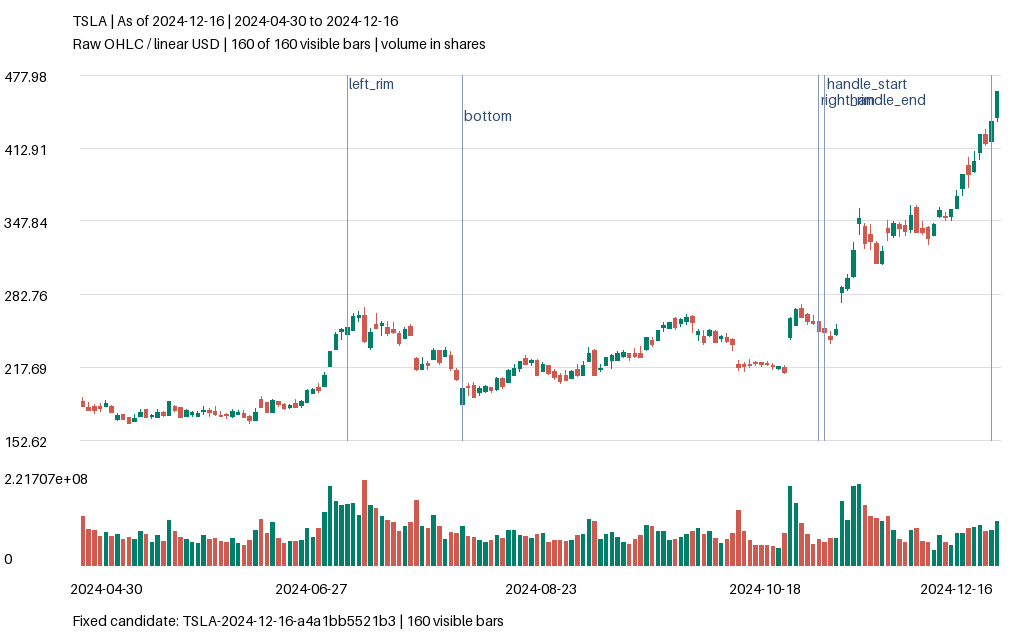 TSLA | As of 2024-12-16 | 2024-04-30 to 2024-12-16
Raw OHLC / linear USD | 160 of 160 visible bars | volume in shares
477.98
left_rim
handle_start
right_rim
handle_end
bottom
412.91
347.84
282.76
217.69
152.62
2.21707e+08
0
2024-04-30
2024-06-27
2024-08-23
2024-10-18
2024-12-16
Fixed candidate: TSLA-2024-12-16-a4a1bb5521b3 | 160 visible bars